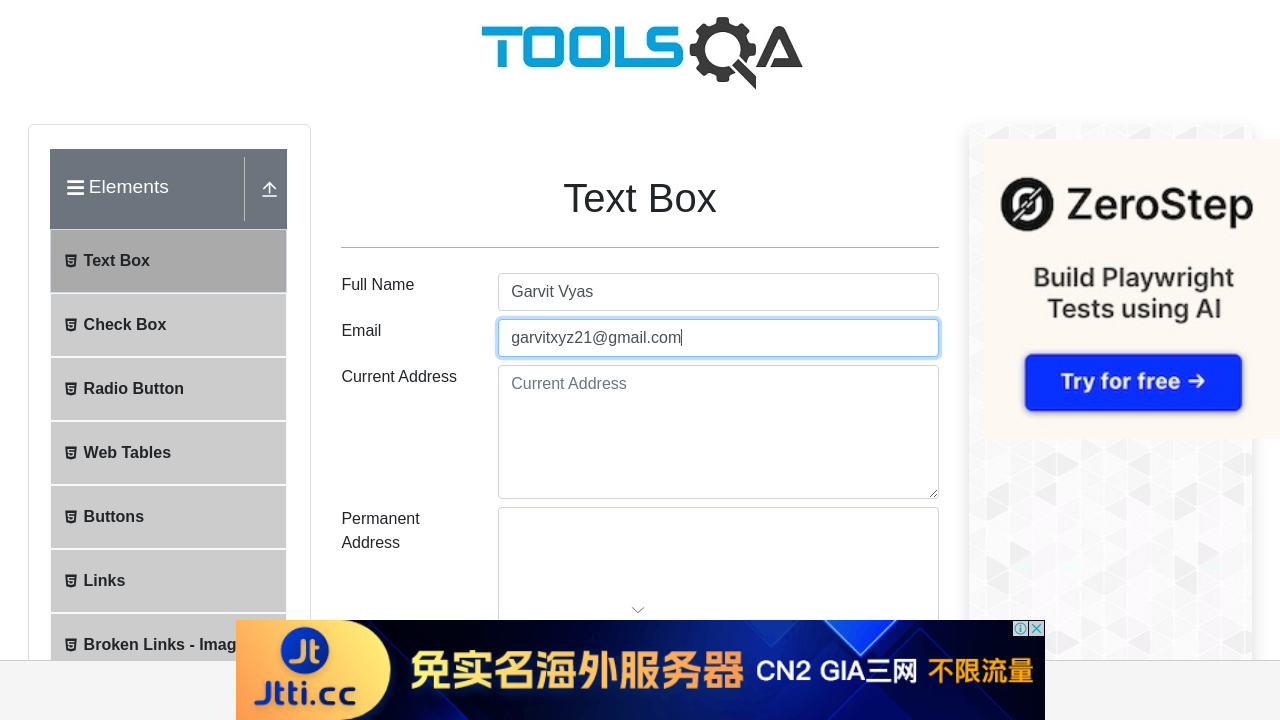 TOOLSQA
Elements
Text Box
Check Box
Radio Button
Web Tables
Buttons
Links
Broken Links - Imag
Text Box
Full Name
Garvit Vyas
Email
garvitxyz21@gmail.com
Current Address
Current Address
Permanent
Address
ZeroStep
Build Playwright
Tests using AI
Try for free →
Jt
Jtti.cc
免实名海外服务器 CN2 GIA三网 不限流量